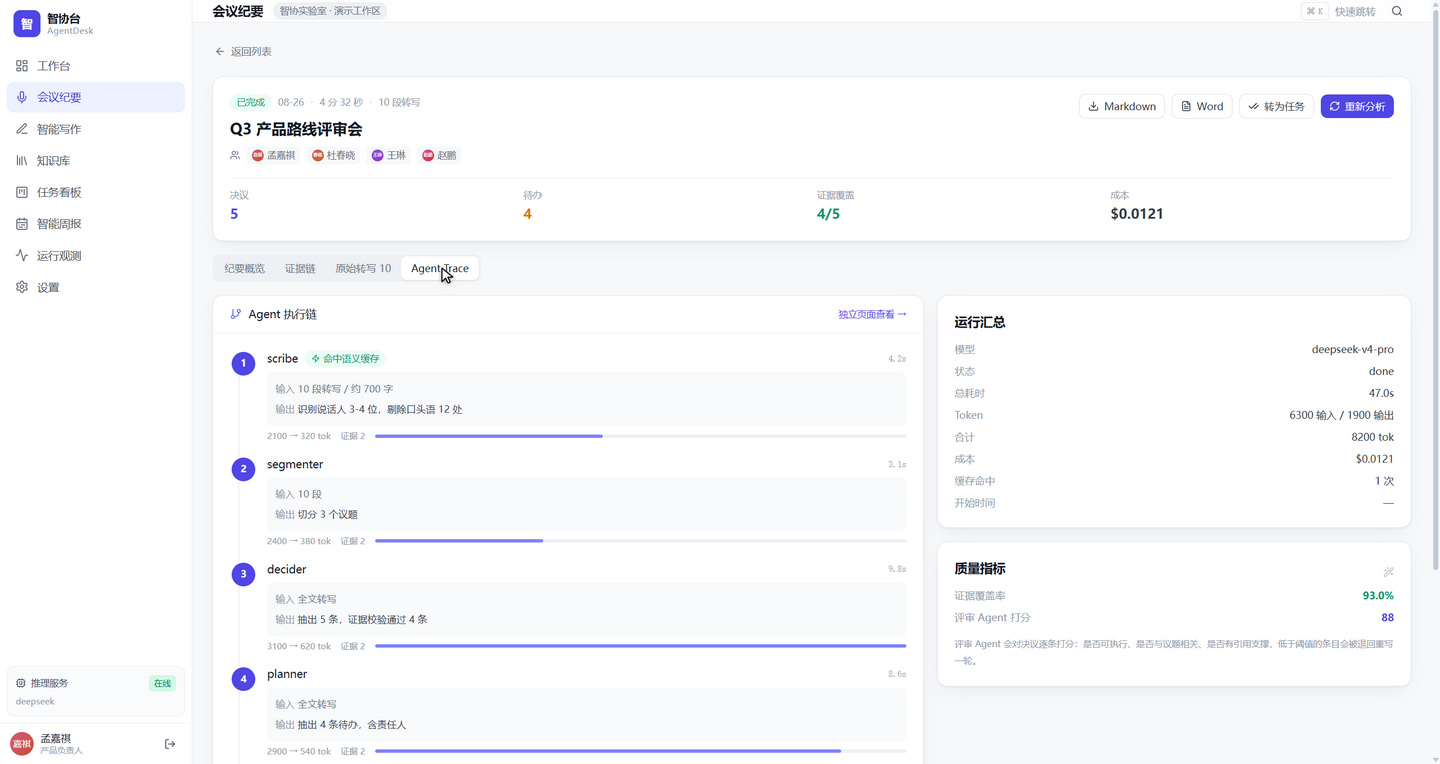 智
智协台
AgentDesk
工作台
会议纪要
智能写作
知识库
任务看板
智能周报
运行观测
设置
推理服务
在线
deepseek
嘉祺
孟嘉祺
产品负责人
会议纪要
智协实验室 · 演示工作区
⌘ K
快速跳转
返回列表
已完成
08-26 · 4 分 32 秒 · 10 段转写
Markdown
Word
转为任务
重新分析
Q3 产品路线评审会
嘉祺 孟嘉祺
春晓 杜春晓
王琳 王琳
赵鹏 赵鹏
决议
5
待办
4
证据覆盖
4/5
成本
$0.0121
纪要概览
证据链
原始转写 10
Agent Trace
Agent 执行链
独立页面查看 →
1
scribe
命中语义缓存
4.2s
输入 10 段转写 / 约 700 字
输出 识别说话人 3-4 位，剔除口头语 12 处
2100 → 320 tok 证据 2
2
segmenter
3.1s
输入 10 段
输出 切分 3 个议题
2400 → 380 tok 证据 2
3
decider
9.8s
输入 全文转写
输出 抽出 5 条，证据校验通过 4 条
3100 → 620 tok 证据 2
4
planner
8.6s
输入 全文转写
输出 抽出 4 条待办，含责任人
2900 → 540 tok 证据 2
运行汇总
模型 deepseek-v4-pro
状态 done
总耗时 47.0s
Token 6300 输入 / 1900 输出
合计 8200 tok
成本 $0.0121
缓存命中 1 次
开始时间 —
质量指标
证据覆盖率 93.0%
评审 Agent 打分 88
评审 Agent 会对决议逐条打分：是否可执行、是否与议题相关、是否有引用支撑，低于阈值的条目会被退回重写
一轮。